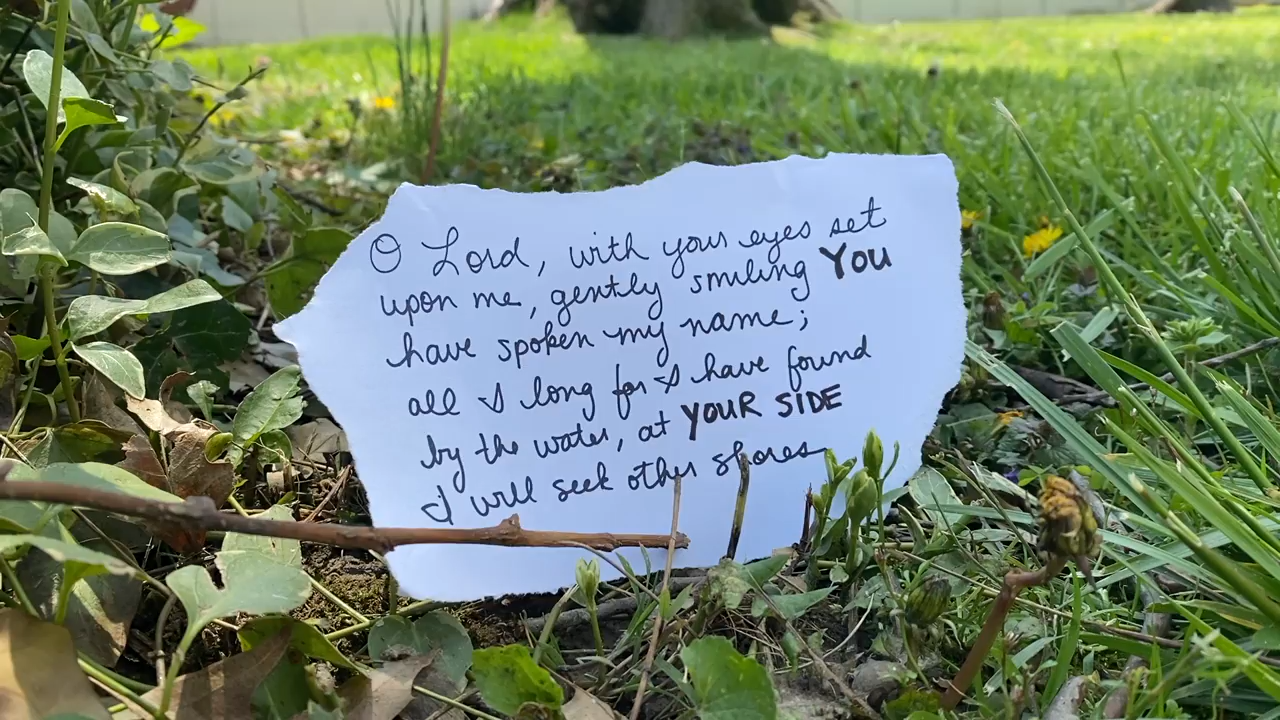 O Lord, with your eyes set
upon me, gently smiling YOU
have spoken my name;
all I long for I have found
by the water, at YOUR SIDE
I will seek other shores